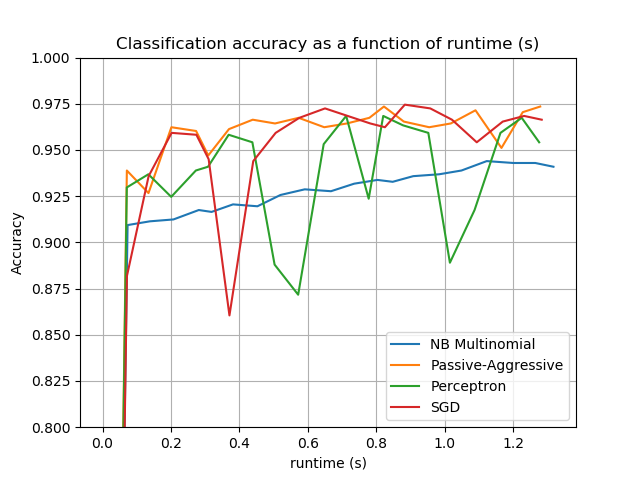 Classification accuracy as a function of runtime (s)
1.000
0.975
0.950
0.925
0.900
0.875
0.850
0.825
0.800
Accuracy
NB Multinomial
Passive-Aggressive
Perceptron
SGD
0.0 0.2 0.4 0.6 0.8 1.0 1.2
runtime (s)